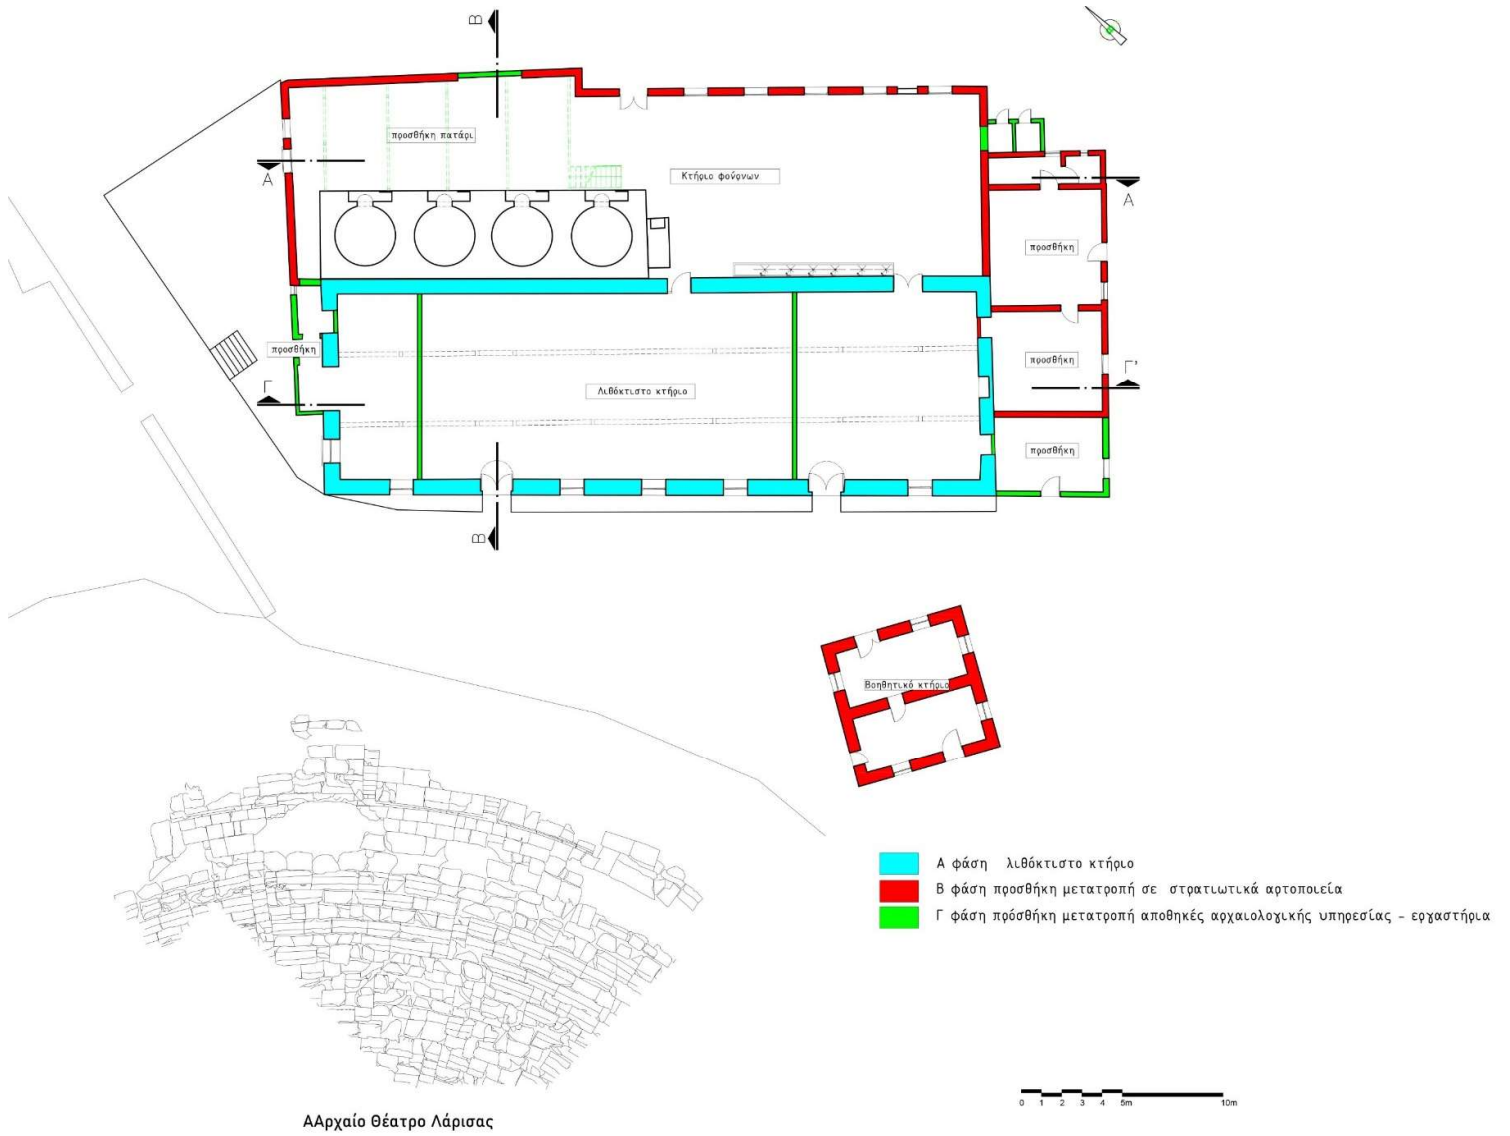 B
προσθήκη πατάρι
Κτήριο φούρνων
A
A
προσθήκη
προσθήκη
προσθήκη
Γ
Γ'
Λιθόκτιστο κτήριο
προσθήκη
B
Βοηθητικό κτήριο
Α φάση λιθόκτιστο κτήριο
Β φάση προσθήκη μετατροπή σε στρατιωτικά αρτοποιεία
Γ φάση πρόσθήκη μετατροπή αποθηκές αρχαιολογικής υπηρεσίας - εργαστήρια
0 1 2 3 4 5m 10m
ΑΑρχαίο Θέατρο Λάρισας